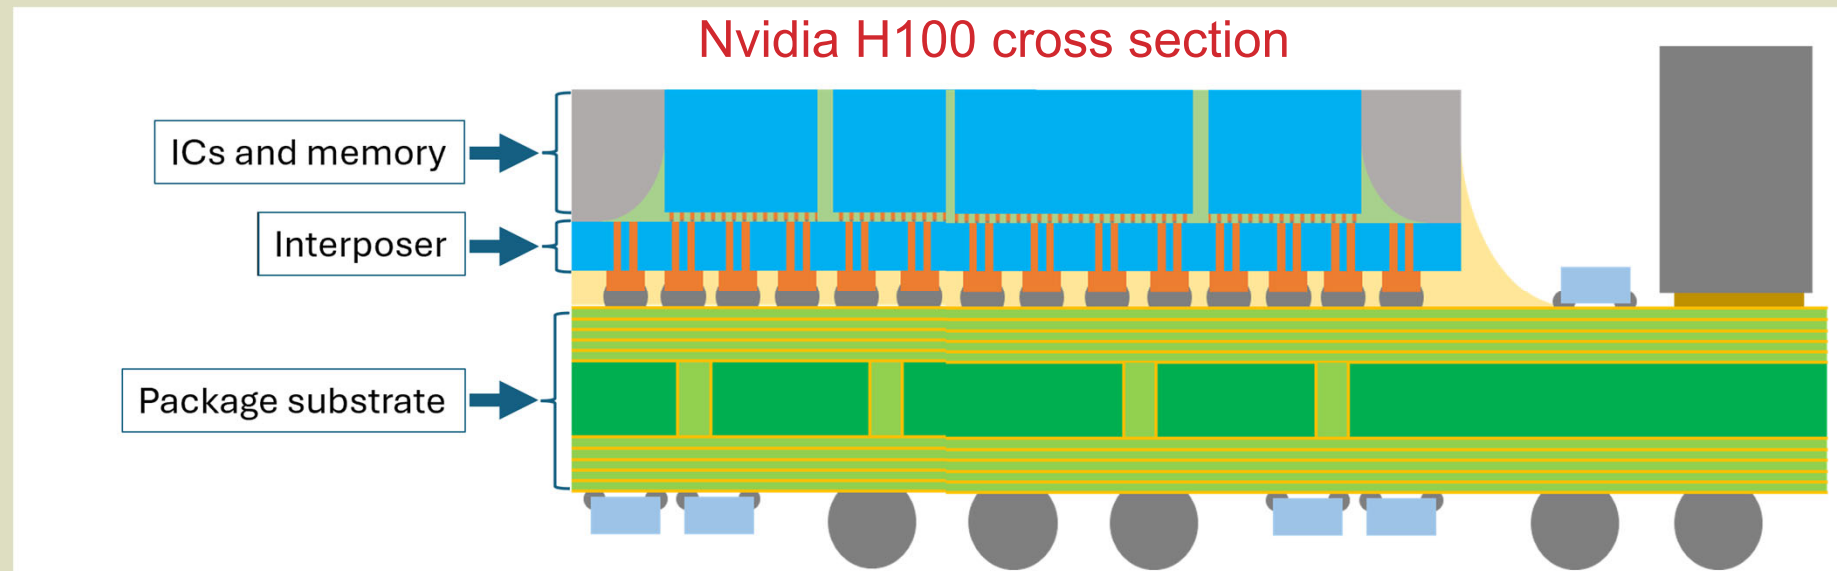 Nvidia H100 cross section
ICs and memory
Interposer
Package substrate